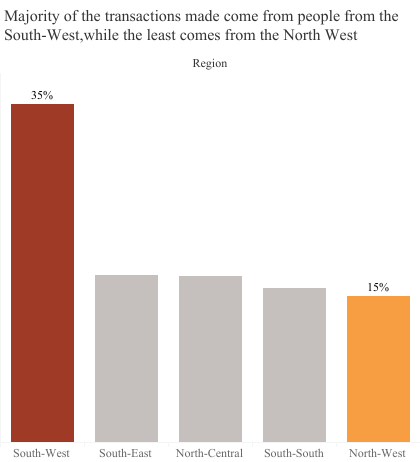 Majority of the transactions made come from people from the
South-West,while the least comes from the North West
Region
35%
15%
South-West South-East North-Central South-South North-West